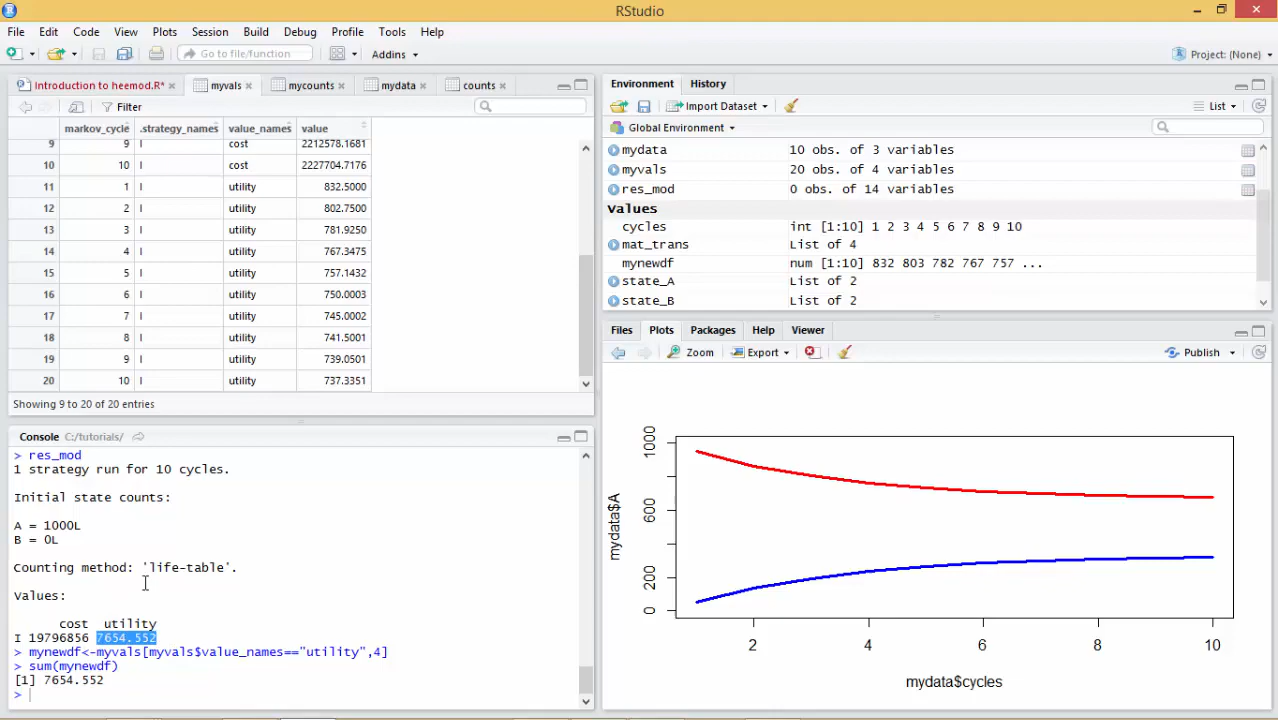 RStudio
File Edit Code View Plots Session Build Debug Profile Tools Help
Go to file/function Addins Project: (None)
Introduction to heemod.R* myvals mycounts mydata counts
Filter
markov_cycle .strategy_names value_names value
9 9 I cost 2212578.1681
10 10 I cost 2227704.7176
11 1 I utility 832.5000
12 2 I utility 802.7500
13 3 I utility 781.9250
14 4 I utility 767.3475
15 5 I utility 757.1432
16 6 I utility 750.0003
17 7 I utility 745.0002
18 8 I utility 741.5001
19 9 I utility 739.0501
20 10 I utility 737.3351
Showing 9 to 20 of 20 entries
Console C:/tutorials/
> res_mod
1 strategy run for 10 cycles.
Initial state counts:
A = 1000L
B = 0L
Counting method: 'life-table'.
Values:
cost utility
I 19796856 7654.552
> mynewdf<-myvals[myvals$value_names=="utility",4]
> sum(mynewdf)
[1] 7654.552
>
Environment History
Import Dataset List
Global Environment
mydata 10 obs. of 3 variables
myvals 20 obs. of 4 variables
res_mod 0 obs. of 14 variables
Values
cycles int [1:10] 1 2 3 4 5 6 7 8 9 10
mat_trans List of 4
mynewdf num [1:10] 832 803 782 767 757 ...
state_A List of 2
state_B List of 2
Files Plots Packages Help Viewer
Zoom Export Publish
mydata$A
1000
600
200
0
2 4 6 8 10
mydata$cycles